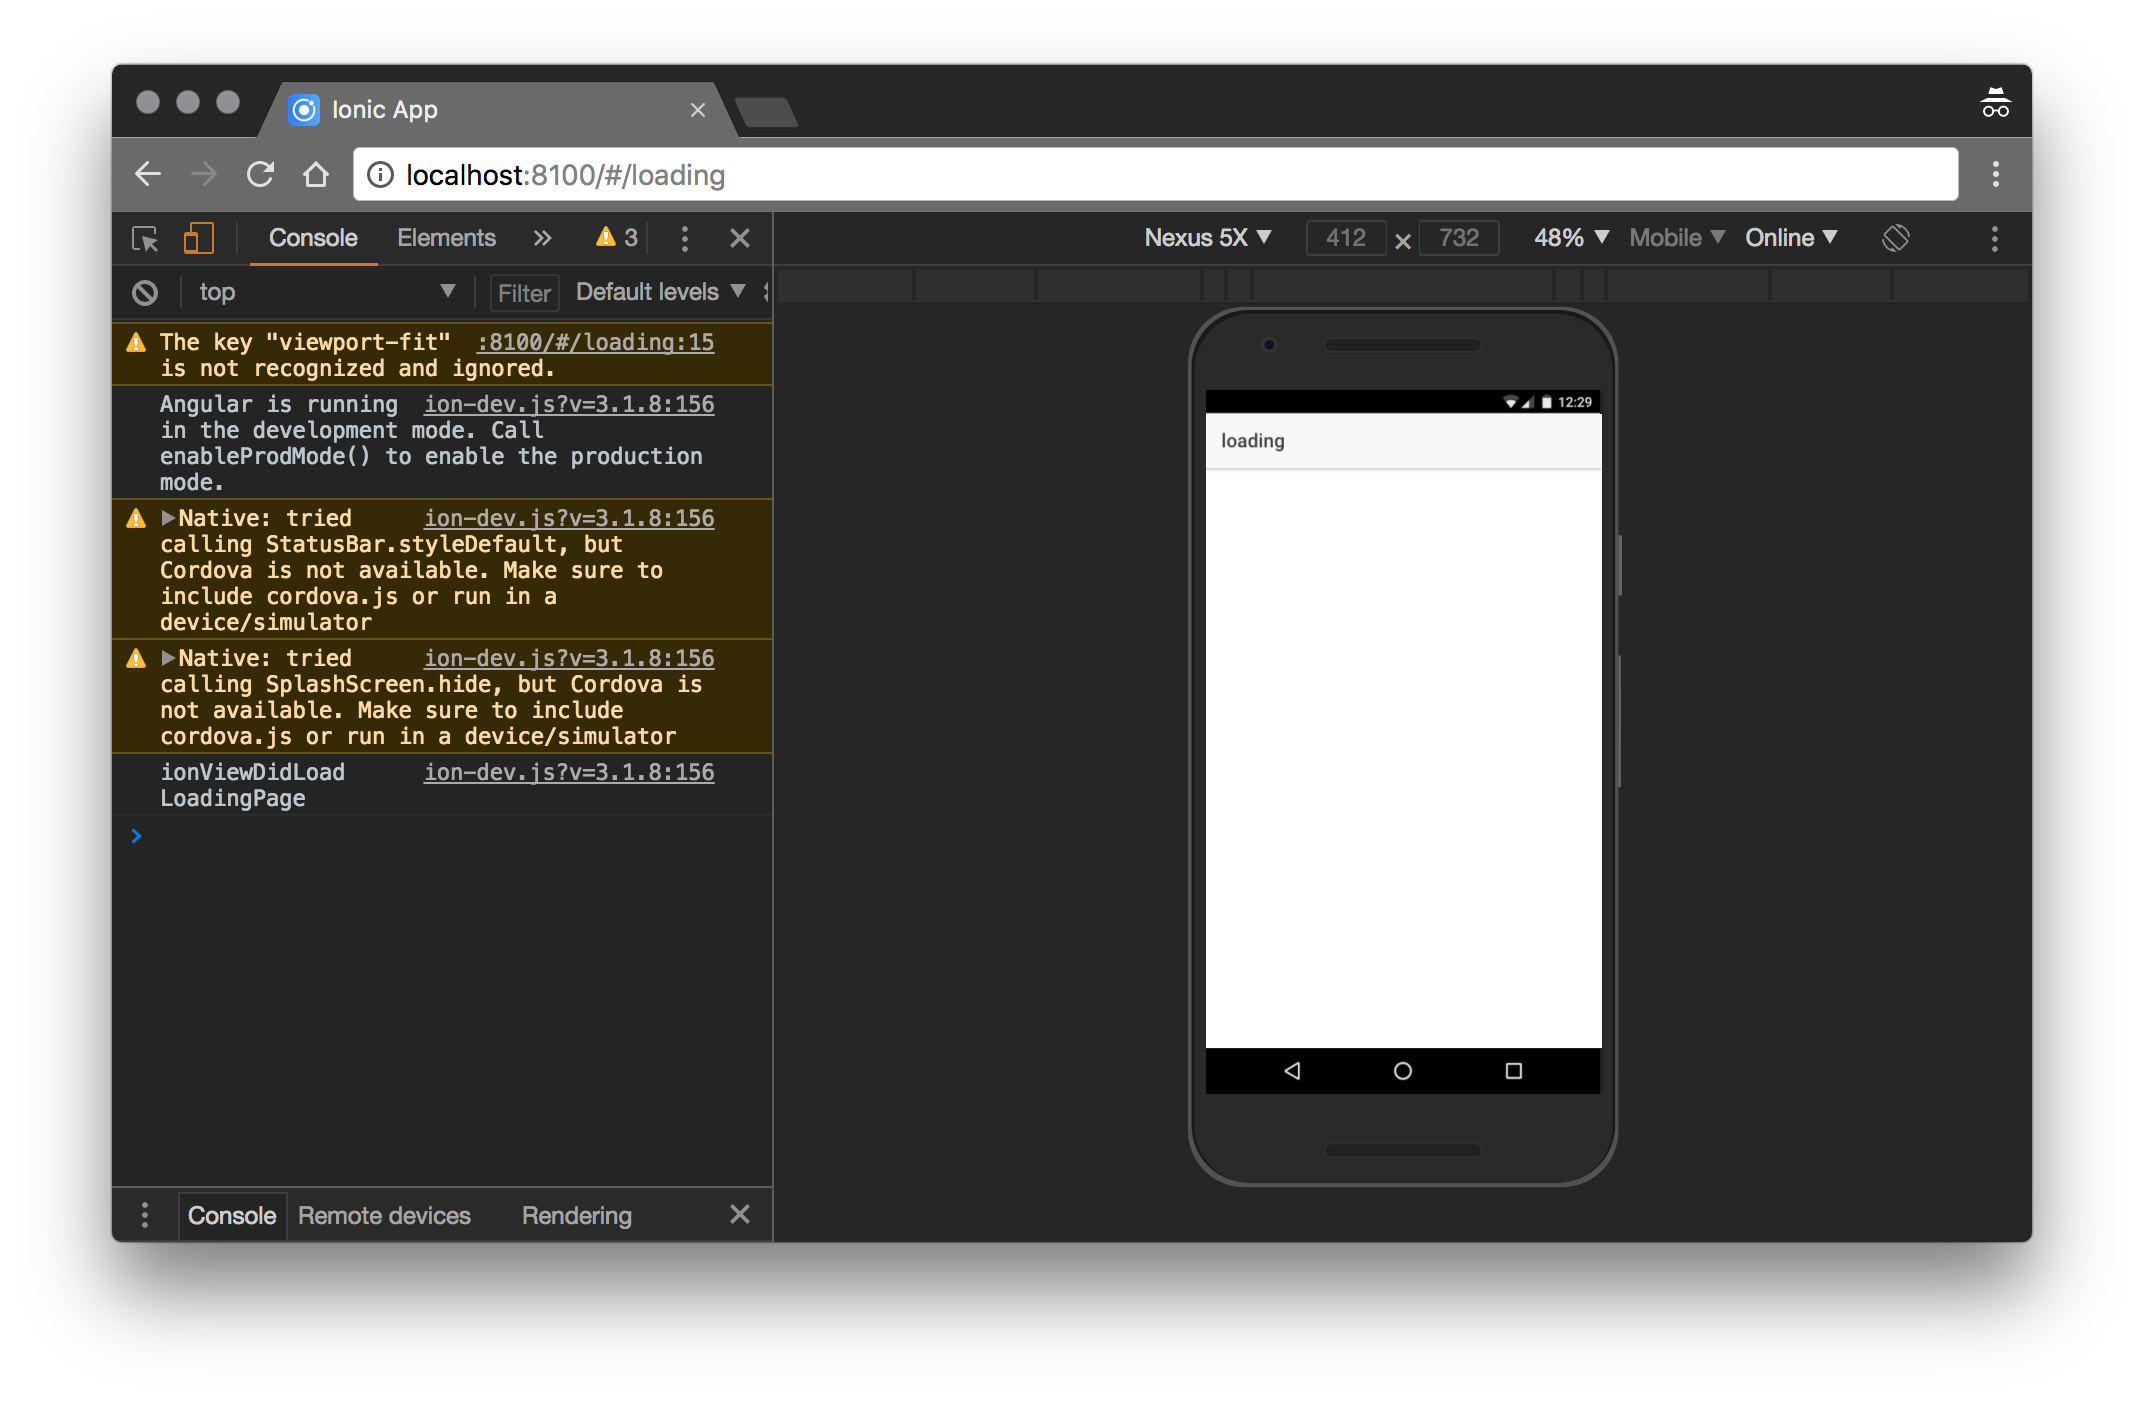 Ionic App
localhost:8100/#/loading
Console Elements 3
Nexus 5X 412 × 732 48% Mobile Online
top Filter Default levels
The key "viewport-fit" :8100/#/loading:15
is not recognized and ignored.
Angular is running ion-dev.js?v=3.1.8:156
in the development mode. Call
enableProdMode() to enable the production
mode.
Native: tried ion-dev.js?v=3.1.8:156
calling StatusBar.styleDefault, but
Cordova is not available. Make sure to
include cordova.js or run in a
device/simulator
Native: tried ion-dev.js?v=3.1.8:156
calling SplashScreen.hide, but Cordova is
not available. Make sure to include
cordova.js or run in a device/simulator
ionViewDidLoad ion-dev.js?v=3.1.8:156
LoadingPage
12:29
loading
Console Remote devices Rendering